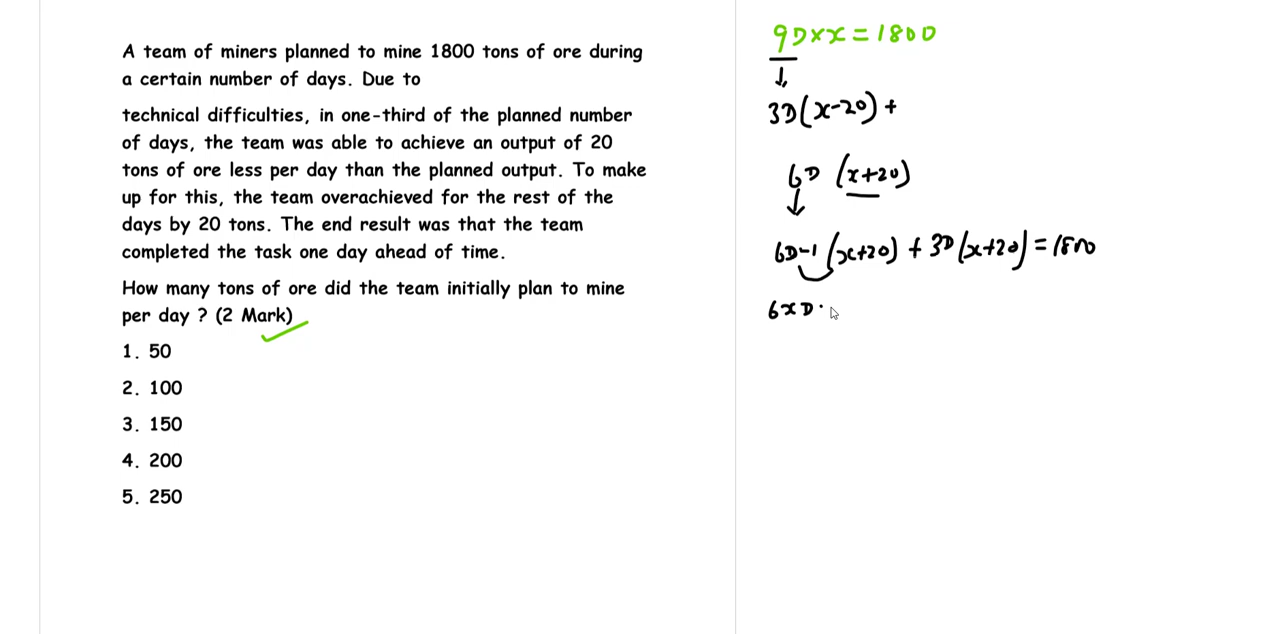 A team of miners planned to mine 1800 tons of ore during
a certain number of days. Due to
technical difficulties, in one-third of the planned number
of days, the team was able to achieve an output of 20
tons of ore less per day than the planned output. To make
up for this, the team overachieved for the rest of the
days by 20 tons. The end result was that the team
completed the task one day ahead of time.
How many tons of ore did the team initially plan to mine
per day ? (2 Mark)
1. 50
2. 100
3. 150
4. 200
5. 250
9D×x=1800
3D(x-20)+
6D (x+20)
6D-1(x+20)+3D(x+20)=1800
6xD